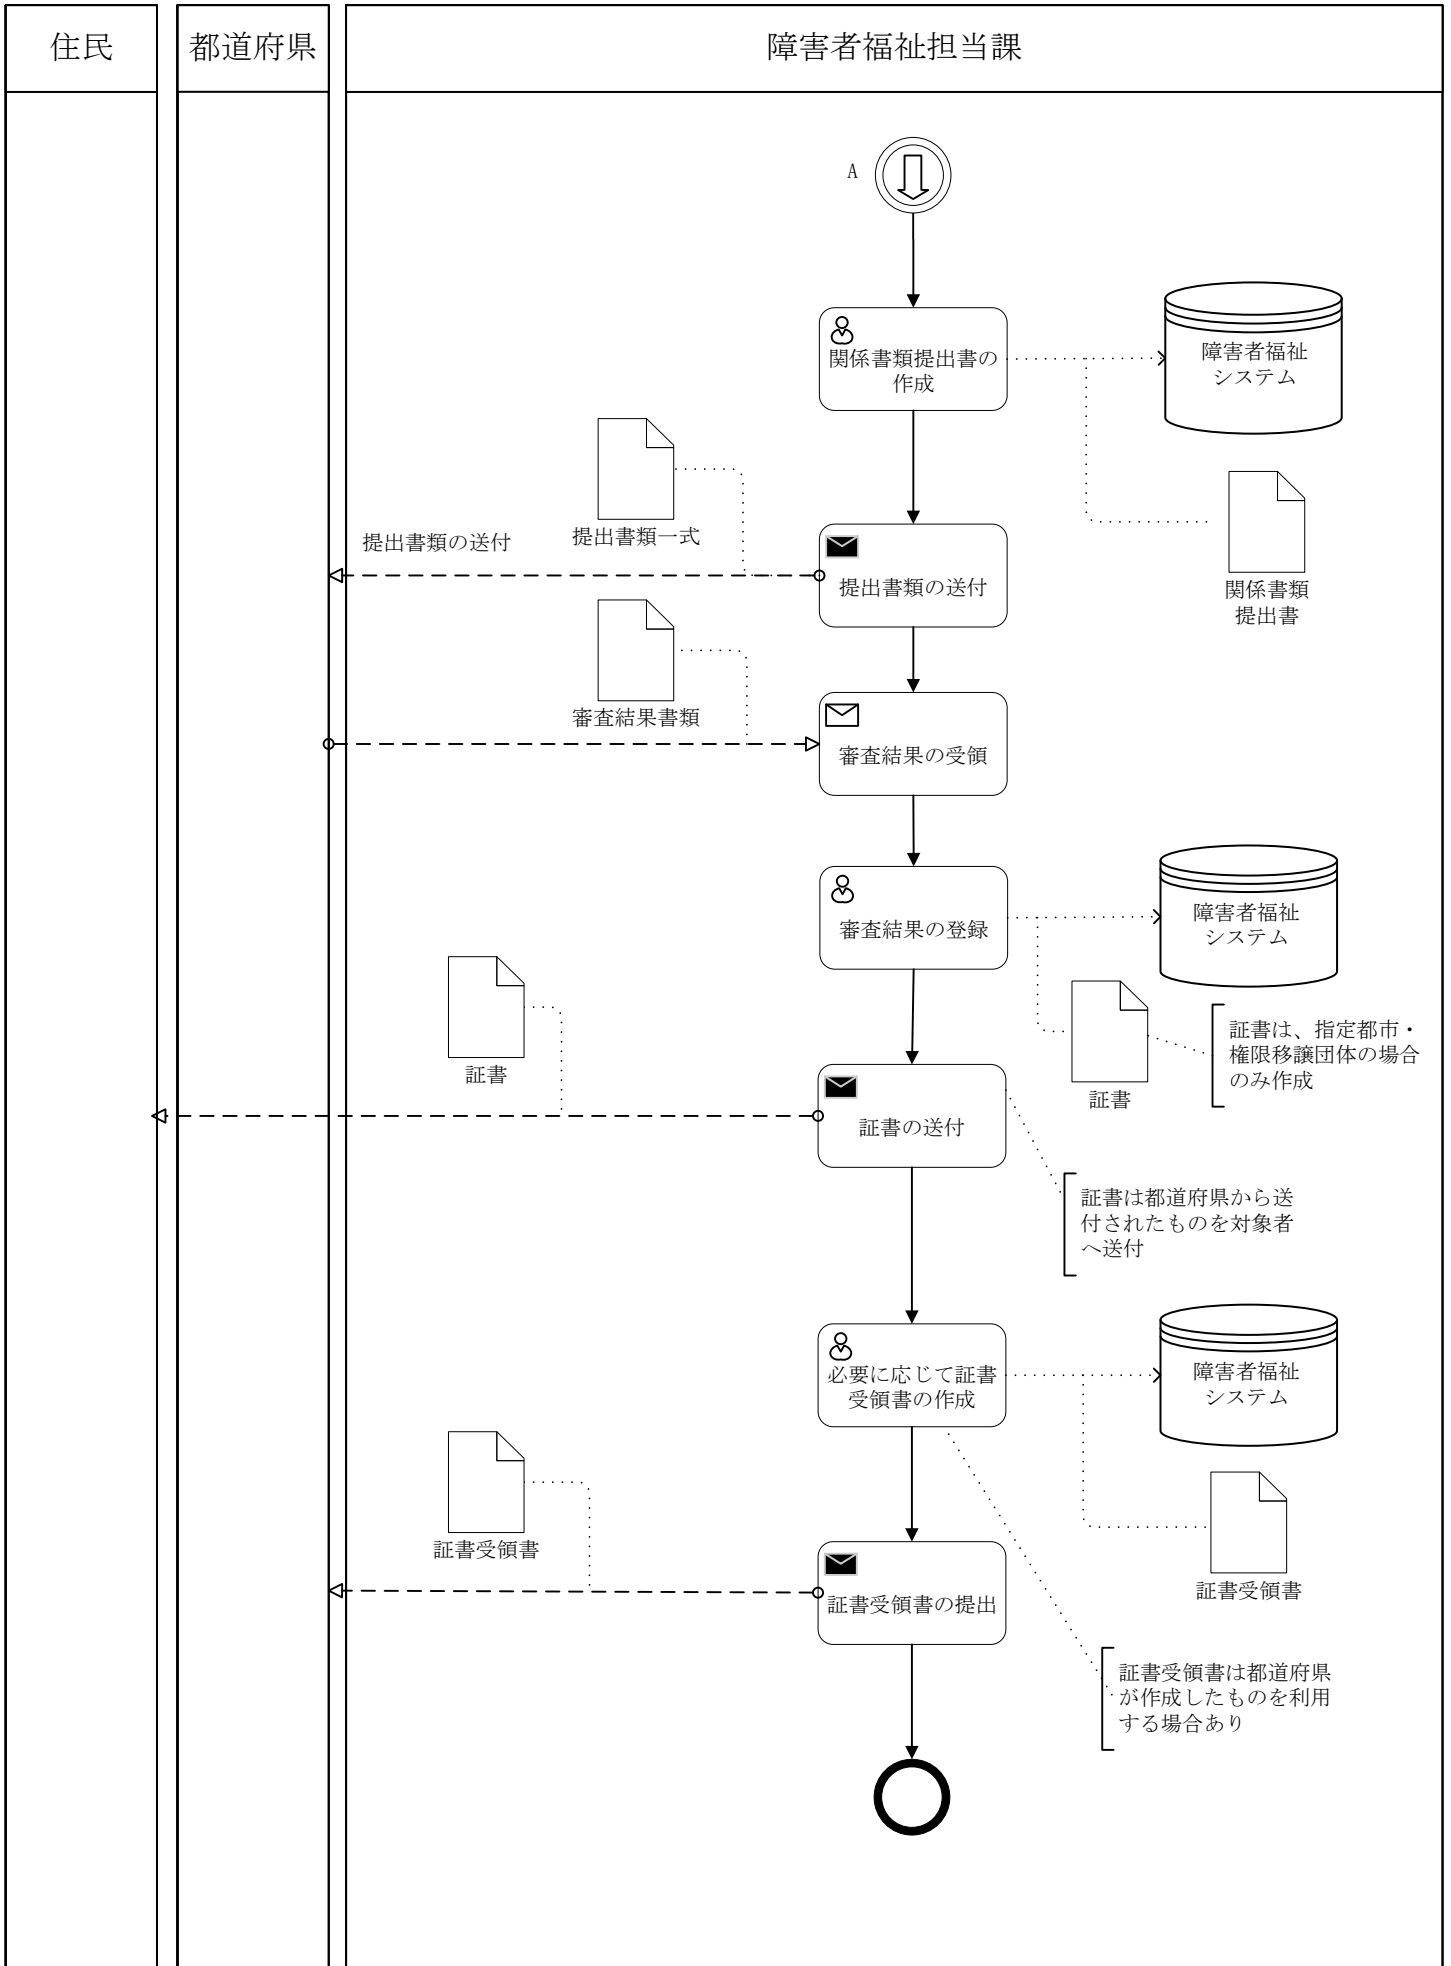 住民
都道府県
障害者福祉担当課
A
関係書類提出書の
作成
障害者福祉
システム
提出書類一式
提出書類の送付
提出書類の送付
関係書類
提出書
審査結果書類
審査結果の受領
審査結果の登録
障害者福祉
システム
証書
証書
証書は、指定都市・
権限移譲団体の場合
のみ作成
証書の送付
証書は都道府県から送
付されたものを対象者
へ送付
必要に応じて証書
受領書の作成
障害者福祉
システム
証書受領書
証書受領書
証書受領書の提出
証書受領書は都道府県
が作成したものを利用
する場合あり